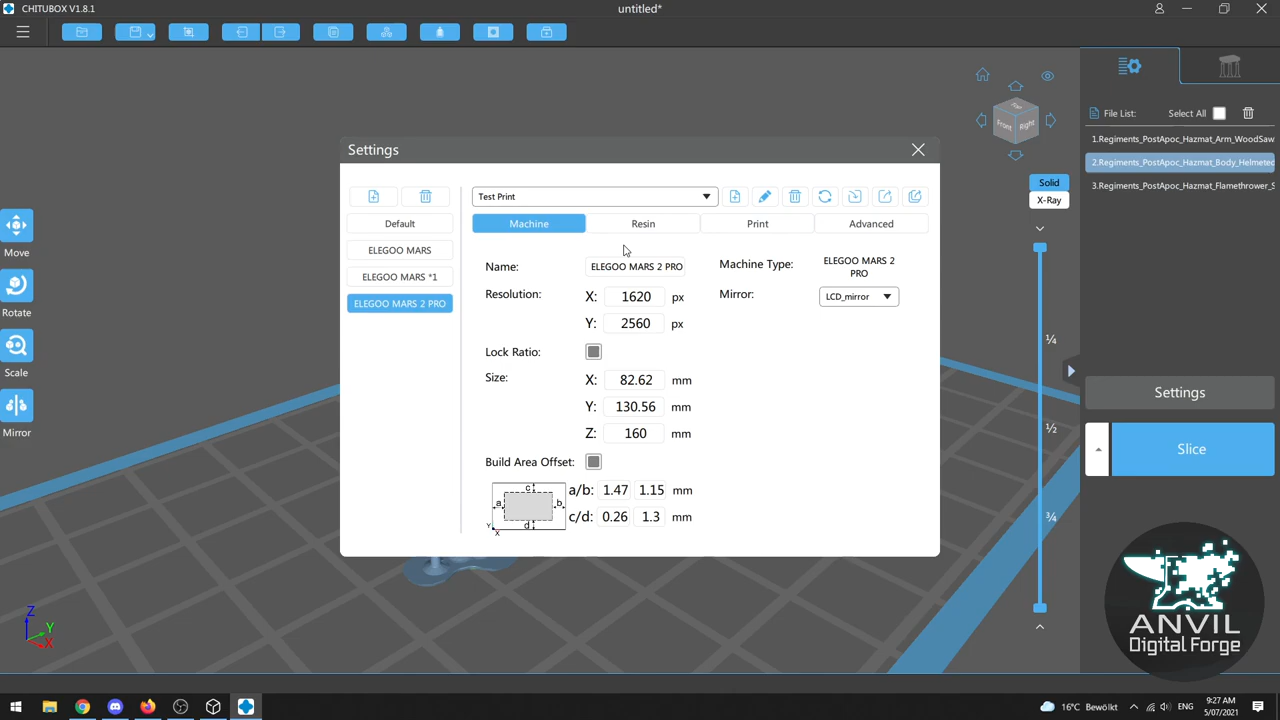 CHITUBOX V1.8.1
untitled*
File List:
Select All
1.Regiments_PostApoc_Hazmat_Arm_WoodSaw
2.Regiments_PostApoc_Hazmat_Body_Helmeted
3.Regiments_PostApoc_Hazmat_Flamethrower_S
Front
Right
Solid
X-Ray
Move
Rotate
Scale
Mirror
Settings
Test Print
Default
ELEGOO MARS
ELEGOO MARS *1
ELEGOO MARS 2 PRO
Machine
Resin
Print
Advanced
Name:
ELEGOO MARS 2 PRO
Machine Type:
ELEGOO MARS 2
PRO
Resolution:
X: 1620 px
Mirror:
LCD_mirror
Y: 2560 px
Lock Ratio:
Size:
X: 82.62 mm
Y: 130.56 mm
Z: 160 mm
Build Area Offset:
a/b: 1.47 1.15 mm
c/d: 0.26 1.3 mm
c
a
b
d
Y
X
¼
½
¾
Settings
Slice
Z
Y
X
ANVIL
Digital Forge
16°C Bewölkt
ENG
9:27 AM
5/07/2021